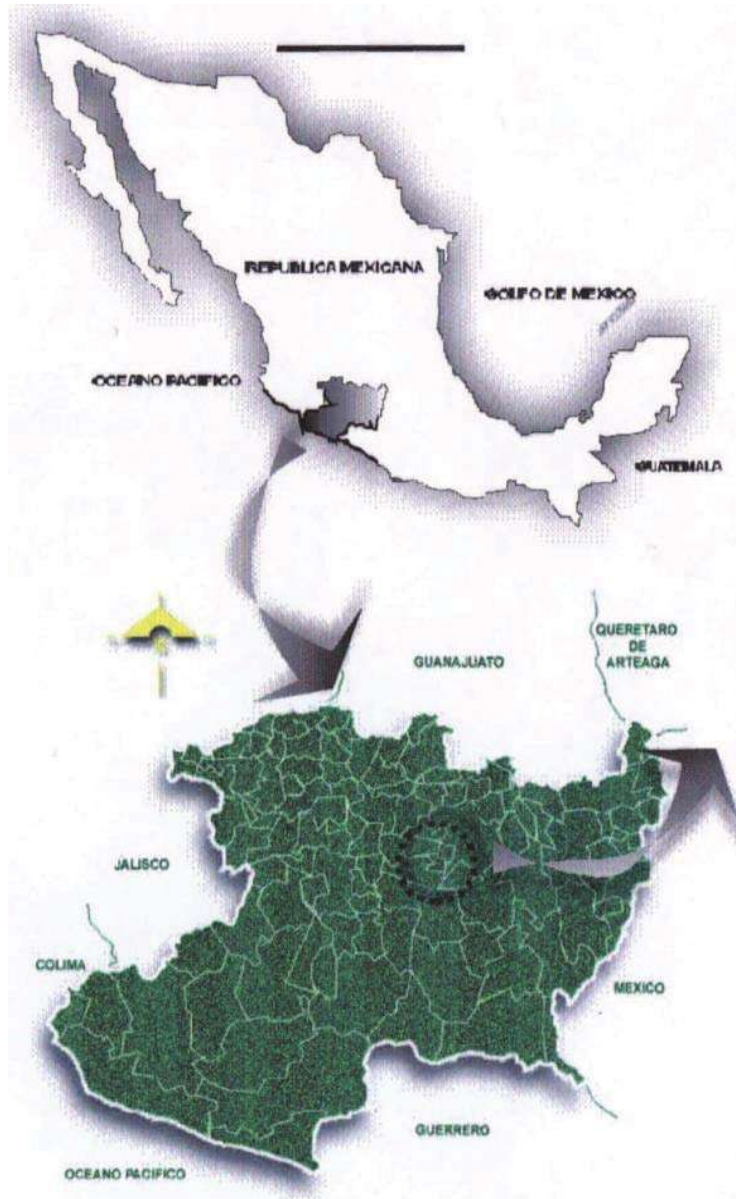 REPUBLICA MEXICANA
GOLFO DE MEXICO
OCEANO PACIFICO
GUATEMALA
GUANAJUATO
QUERETARO
DE
ARTEAGA
JALISCO
COLIMA
MEXICO
GUERRERO
OCEANO PACIFICO